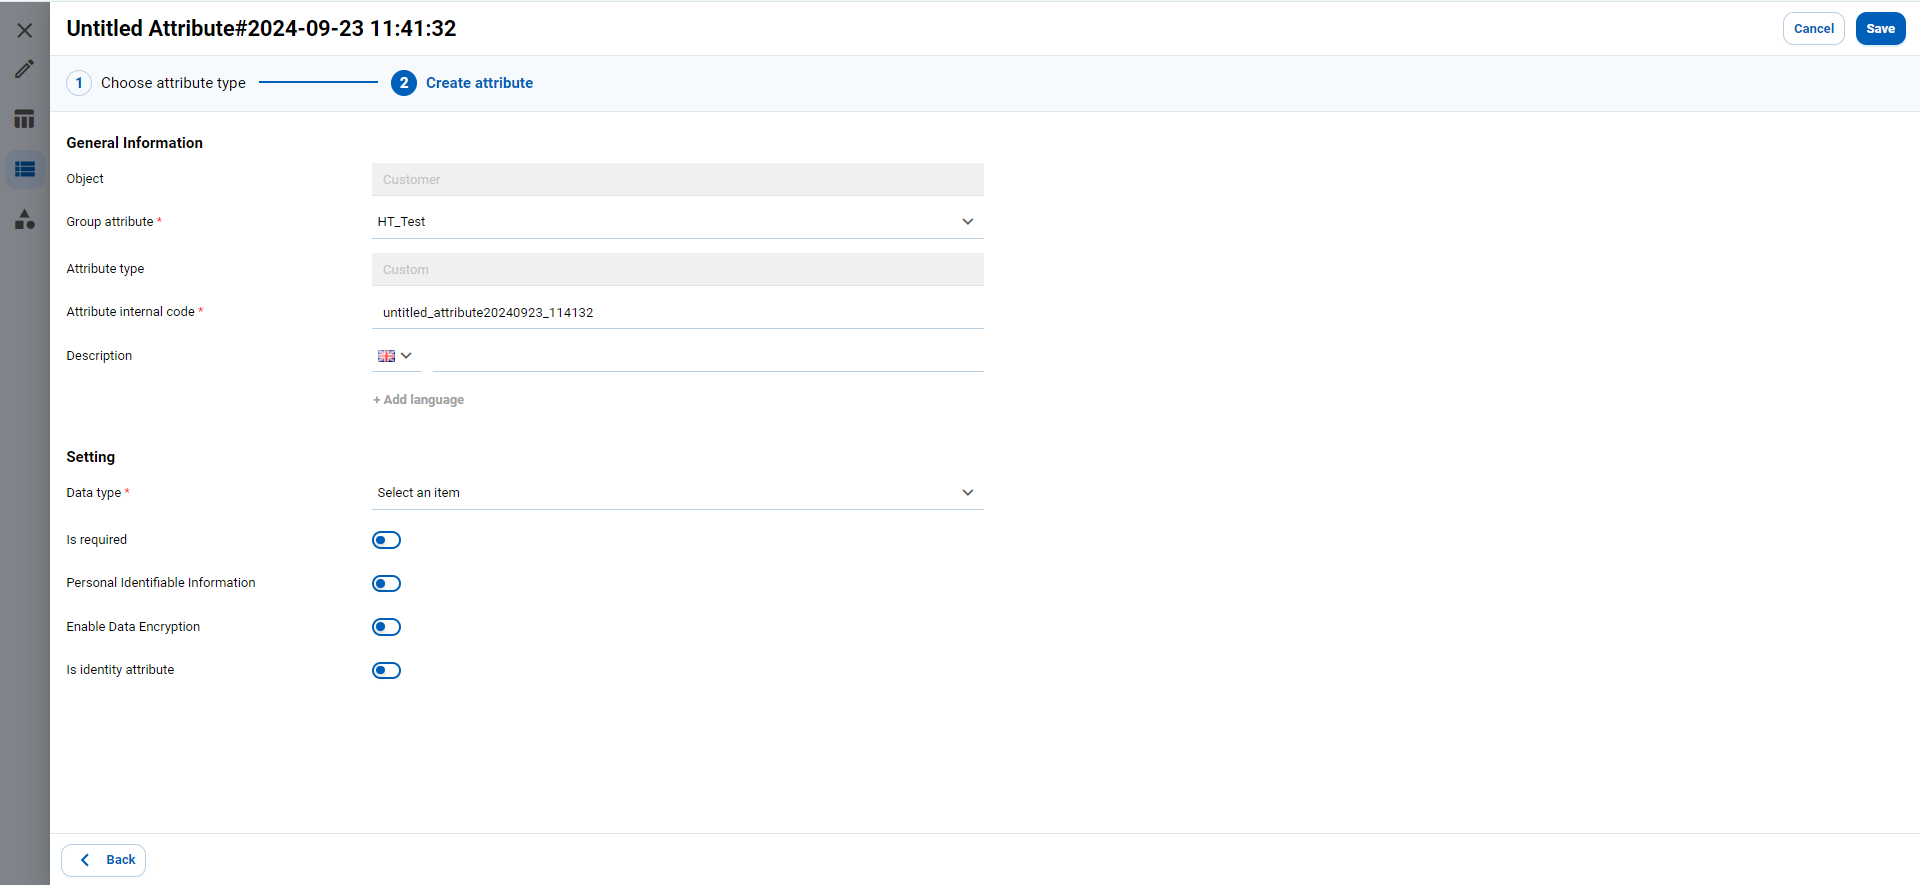 Untitled Attribute#2024-09-23 11:41:32
Cancel
Save
1 Choose attribute type
2 Create attribute
General Information
Object
Customer
Group attribute *
HT_Test
Attribute type
Custom
Attribute internal code *
untitled_attribute20240923_114132
Description
+ Add language
Setting
Data type *
Select an item
Is required
Personal Identifiable Information
Enable Data Encryption
Is identity attribute
Back